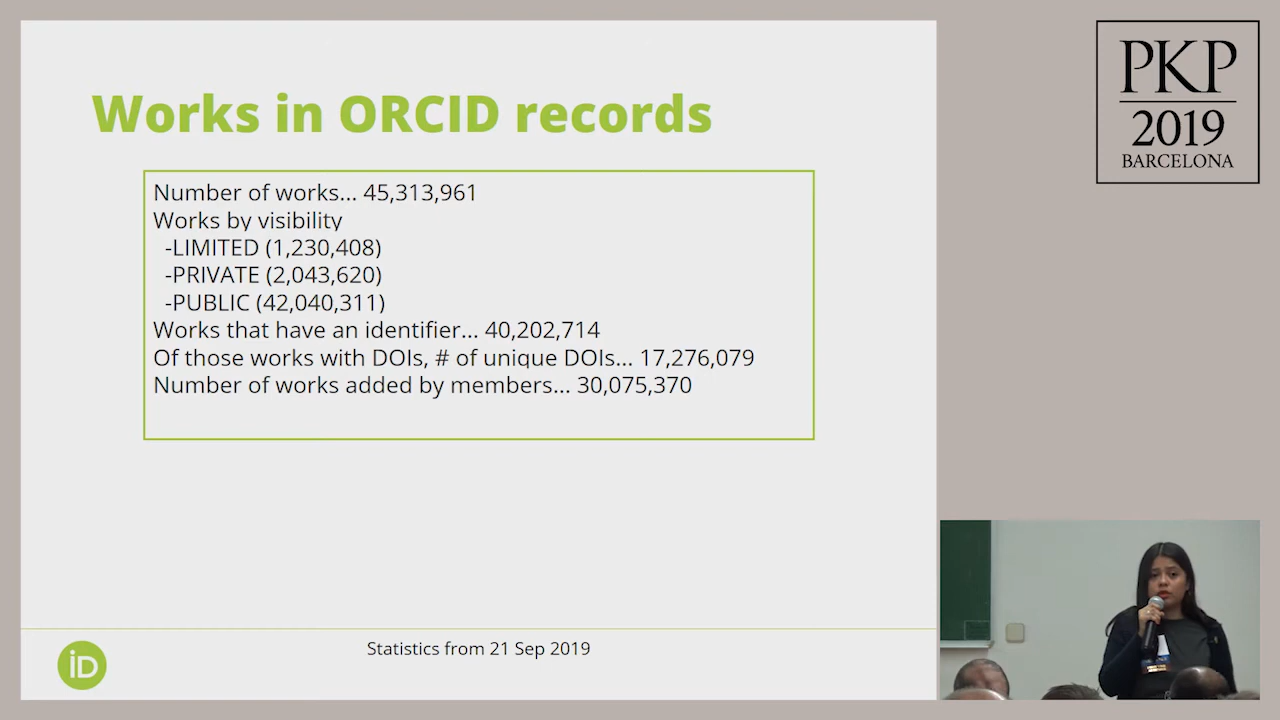 Works in ORCID records
Number of works... 45,313,961
Works by visibility
-LIMITED (1,230,408)
-PRIVATE (2,043,620)
-PUBLIC (42,040,311)
Works that have an identifier... 40,202,714
Of those works with DOIs, # of unique DOIs... 17,276,079
Number of works added by members... 30,075,370
Statistics from 21 Sep 2019
iD
PKP
2019
BARCELONA